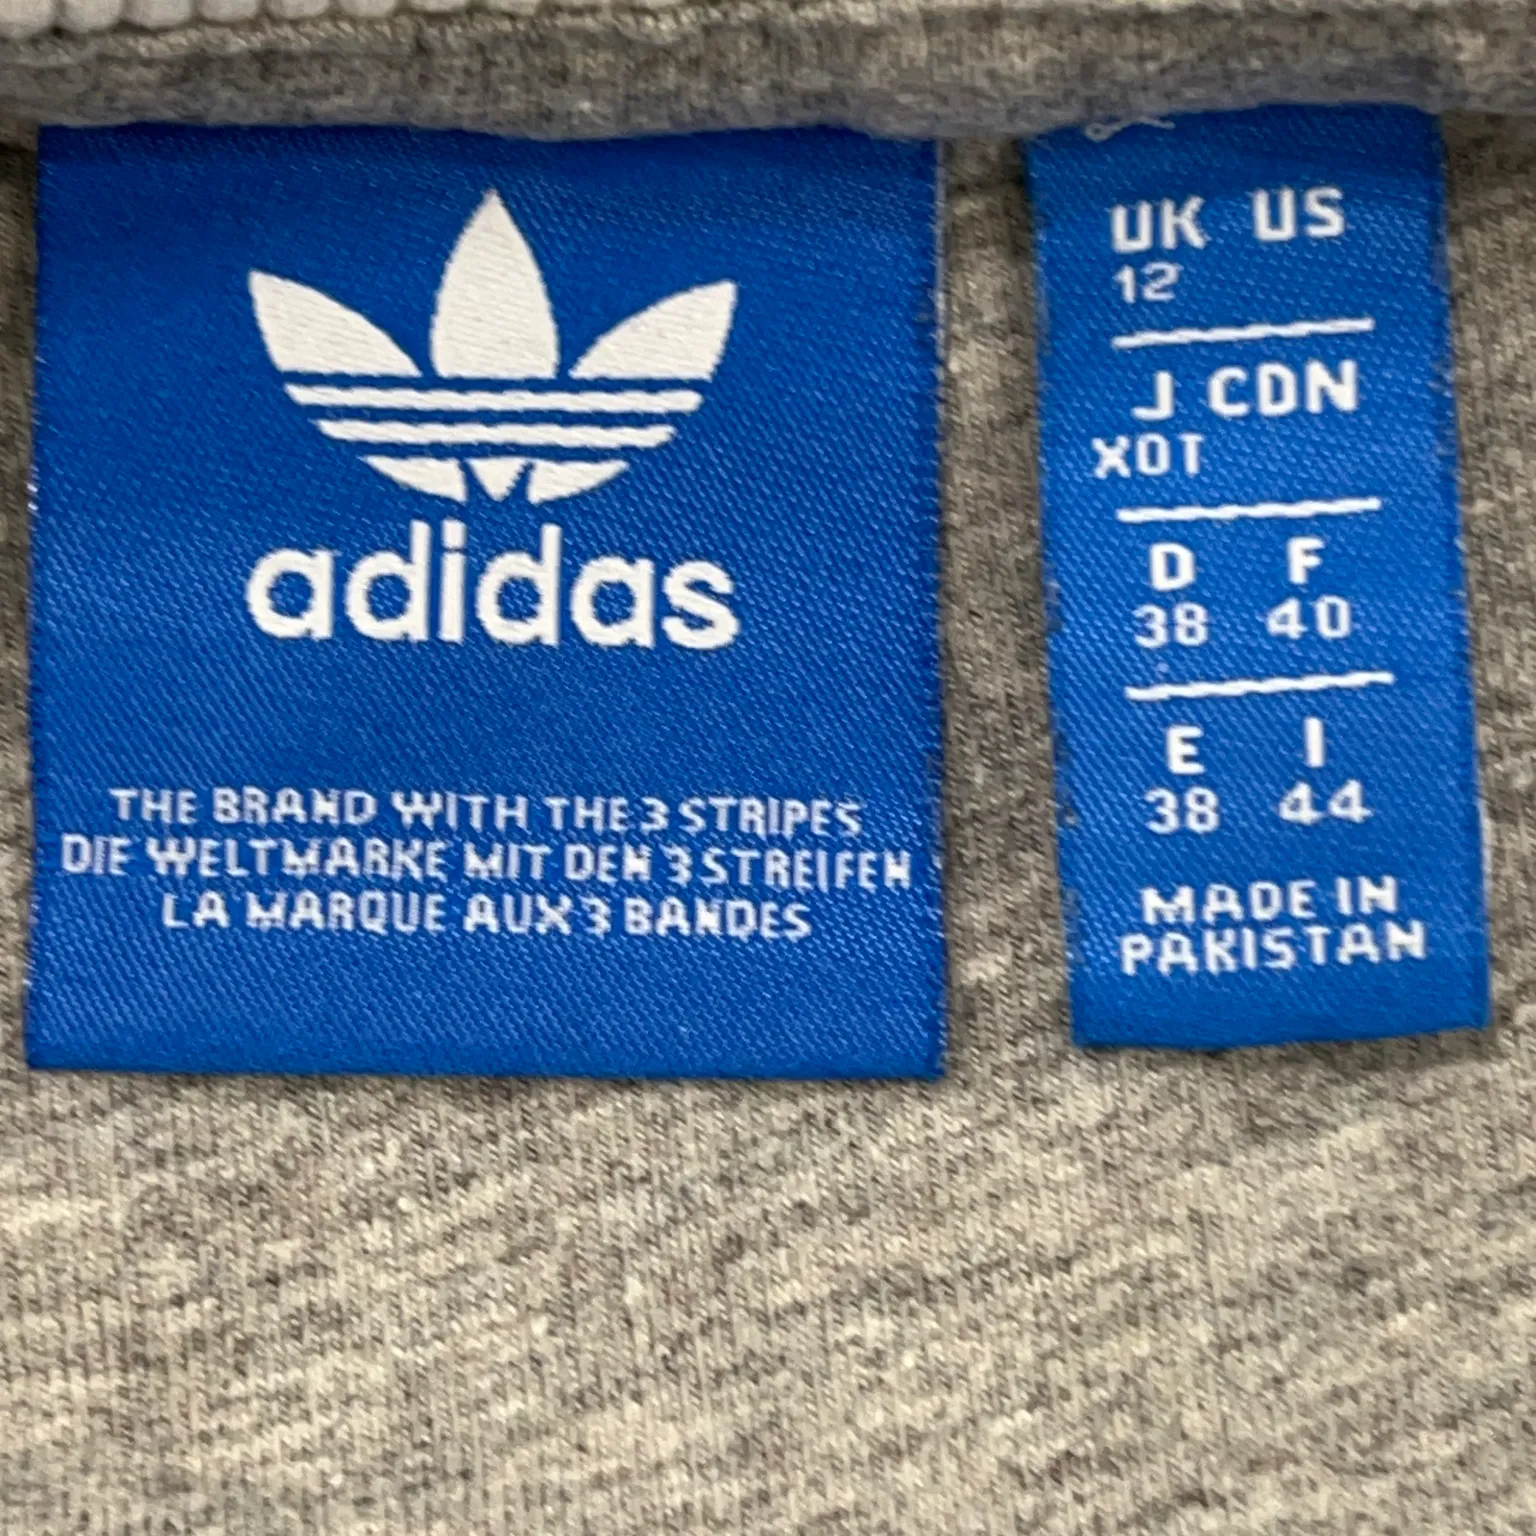 adidas
THE BRAND WITH THE 3 STRIPES
DIE WELTMARKE MIT DEN 3 STREIFEN
LA MARQUE AUX 3 BANDES
UK US
12
J CDN
XOT
D F
38 40
E I
38 44
MADE IN
PAKISTAN